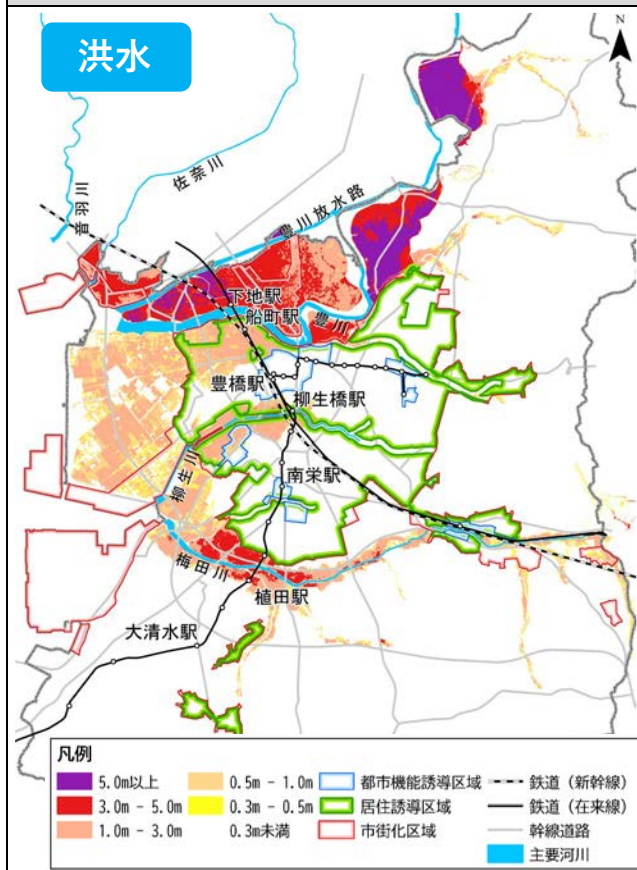 洪水
N
佐奈川
音羽川
豊川放水路
下地駅
船町駅
豊川
豊橋駅
柳生橋駅
南栄駅
柳生川
梅田川
植田駅
大清水駅
凡例
5.0m以上
0.5m - 1.0m
都市機能誘導区域
鉄道（新幹線）
3.0m - 5.0m
0.3m - 0.5m
居住誘導区域
鉄道（在来線）
1.0m - 3.0m
0.3m未満
市街化区域
幹線道路
主要河川